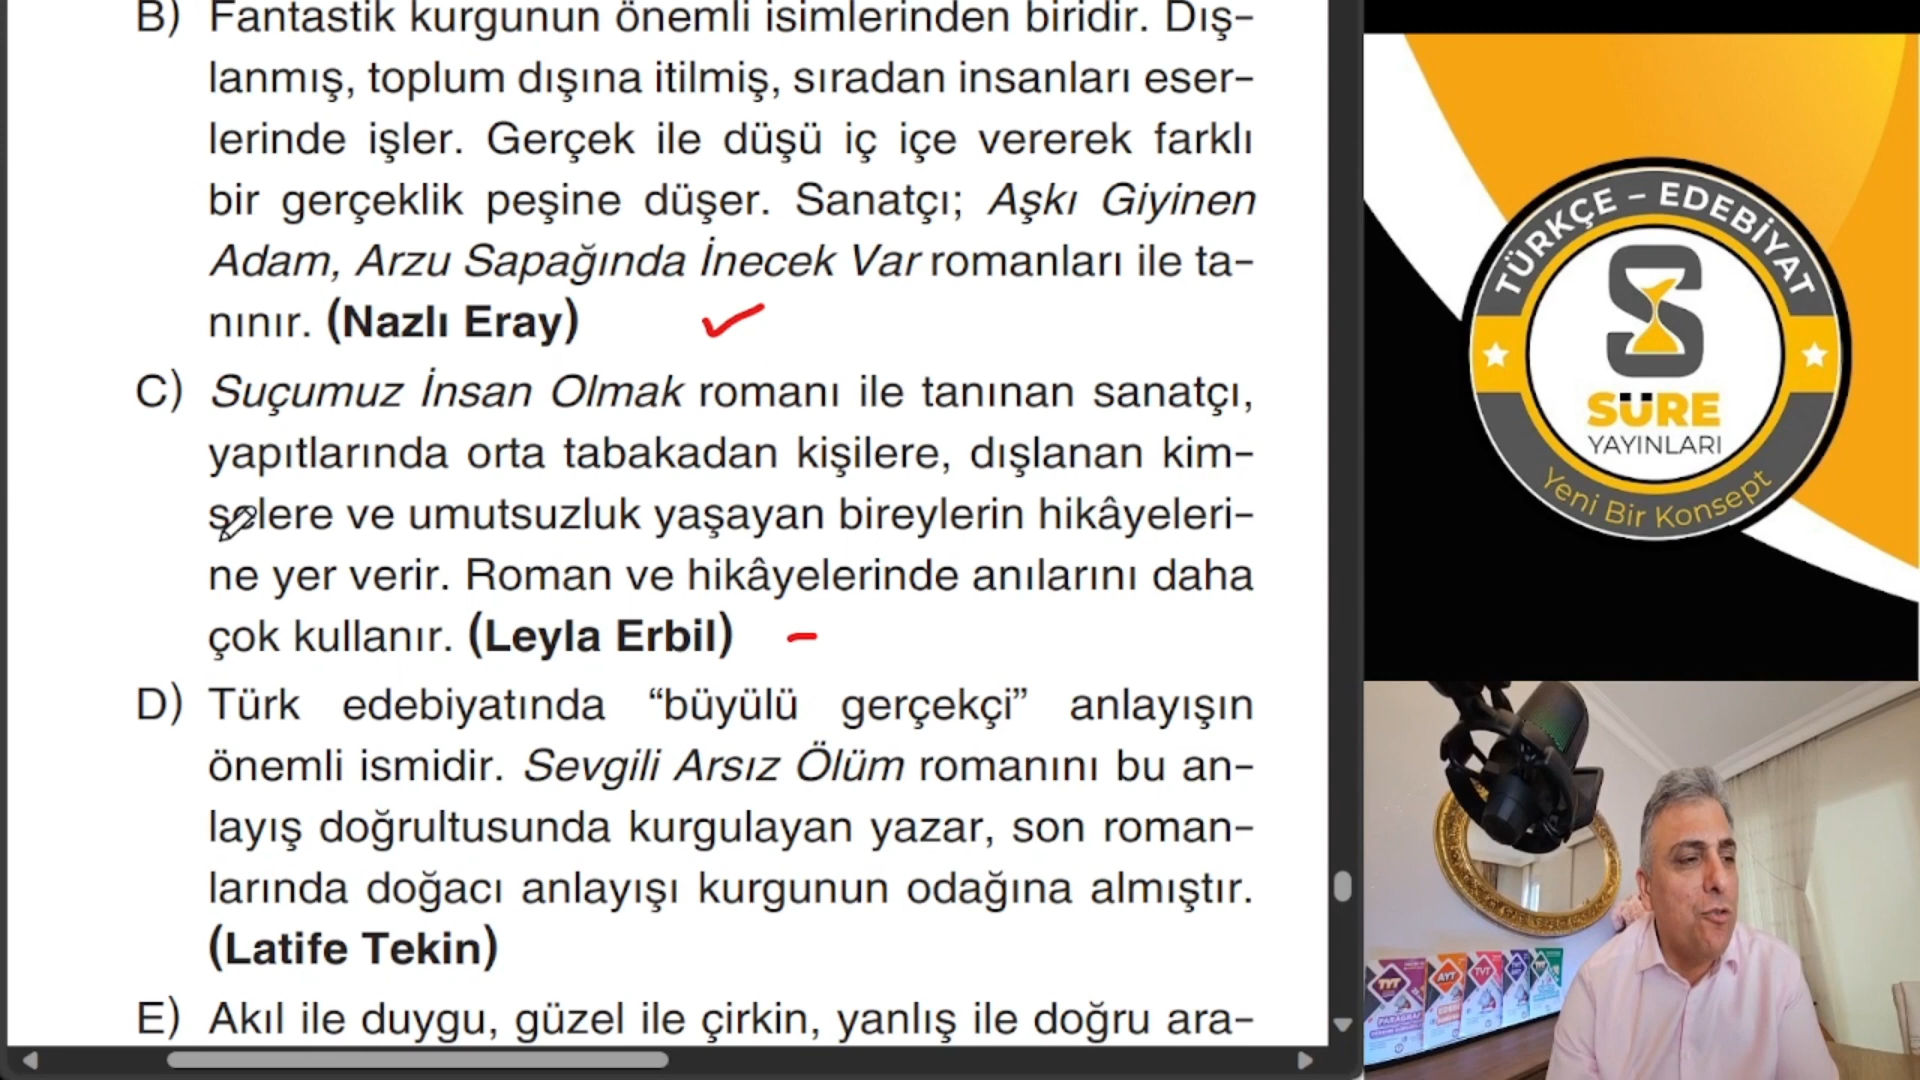 B) Fantastik kurgunun önemli isimlerinden biridir. Dış-
lanmış, toplum dışına itilmiş, sıradan insanları eser-
lerinde işler. Gerçek ile düşü iç içe vererek farklı
bir gerçeklik peşine düşer. Sanatçı; Aşkı Giyinen
Adam, Arzu Sapağında İnecek Var romanları ile ta-
nınır. (Nazlı Eray)
C) Suçumuz İnsan Olmak romanı ile tanınan sanatçı,
yapıtlarında orta tabakadan kişilere, dışlanan kim-
selere ve umutsuzluk yaşayan bireylerin hikâyeleri-
ne yer verir. Roman ve hikâyelerinde anılarını daha
çok kullanır. (Leyla Erbil)
D) Türk edebiyatında “büyülü gerçekçi” anlayışın
önemli ismidir. Sevgili Arsız Ölüm romanını bu an-
layış doğrultusunda kurgulayan yazar, son roman-
larında doğacı anlayışı kurgunun odağına almıştır.
(Latife Tekin)
E) Akıl ile duygu, güzel ile çirkin, yanlış ile doğru ara-
TÜRKÇE – EDEBİYAT
S
SÜRE
YAYINLARI
Yeni Bir Konsept
TYT
AYT
TYT
PARAGRAF